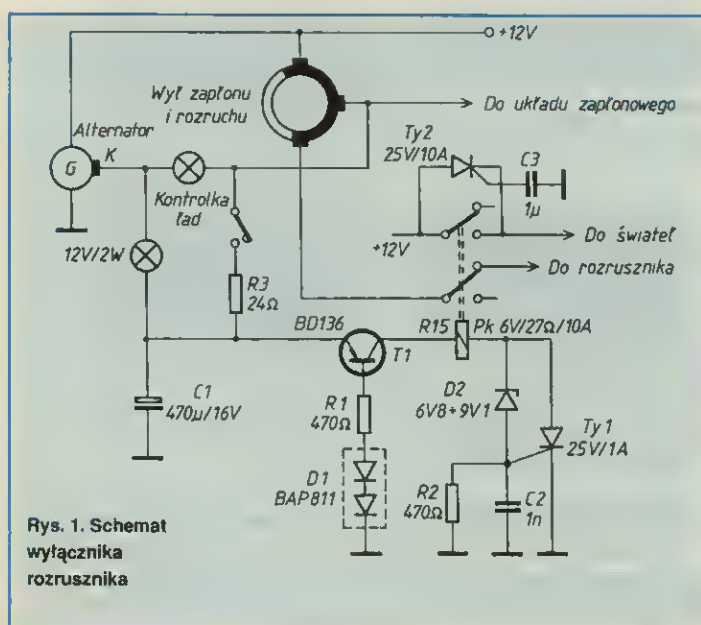 +12V
Wył zapłonu
i rozruchu
Do układu zapłonowego
Alternator
G
K
Kontrolka
ład
Ty2
25V/10A
C3
1µ
12V/2W
+12V
Do świateł
Do rozrusznika
R3
24Ω
BD136
T1
R15
Pk 6V/27Ω/10A
C1
470µ/16V
R1
470Ω
D2
6V8÷9V1
Ty1
25V/1A
D1
BAP811
R2
470Ω
C2
1n
Rys. 1. Schemat
wyłącznika
rozrusznika